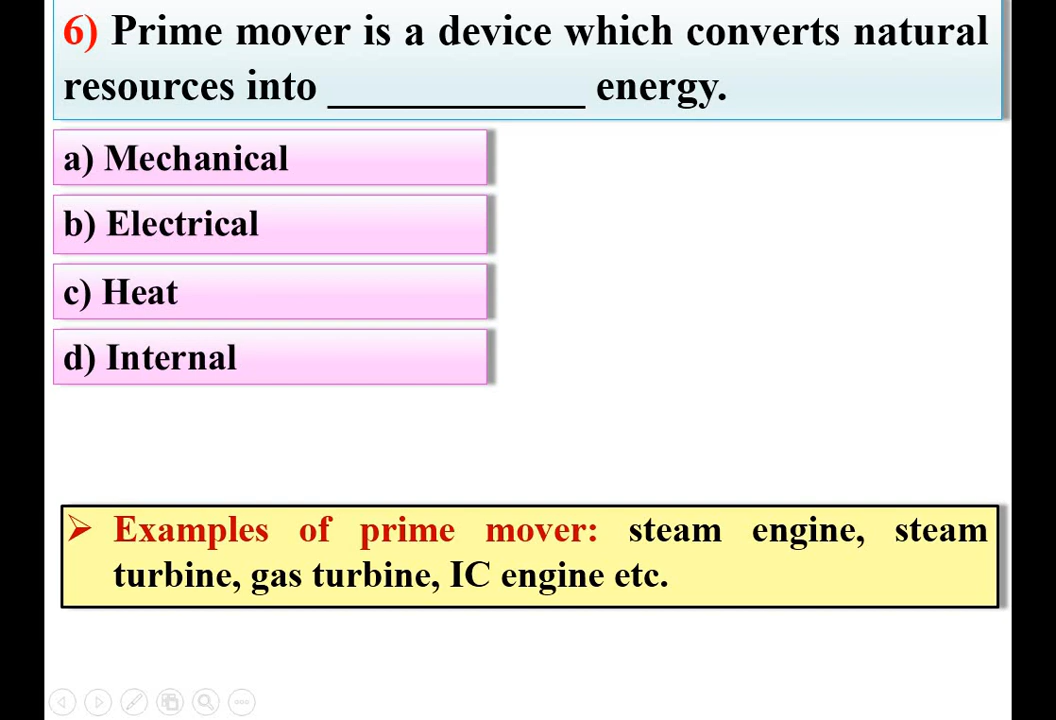 6) Prime mover is a device which converts natural
resources into ____________ energy.
a) Mechanical
b) Electrical
c) Heat
d) Internal
➢ Examples of prime mover: steam engine, steam
turbine, gas turbine, IC engine etc.